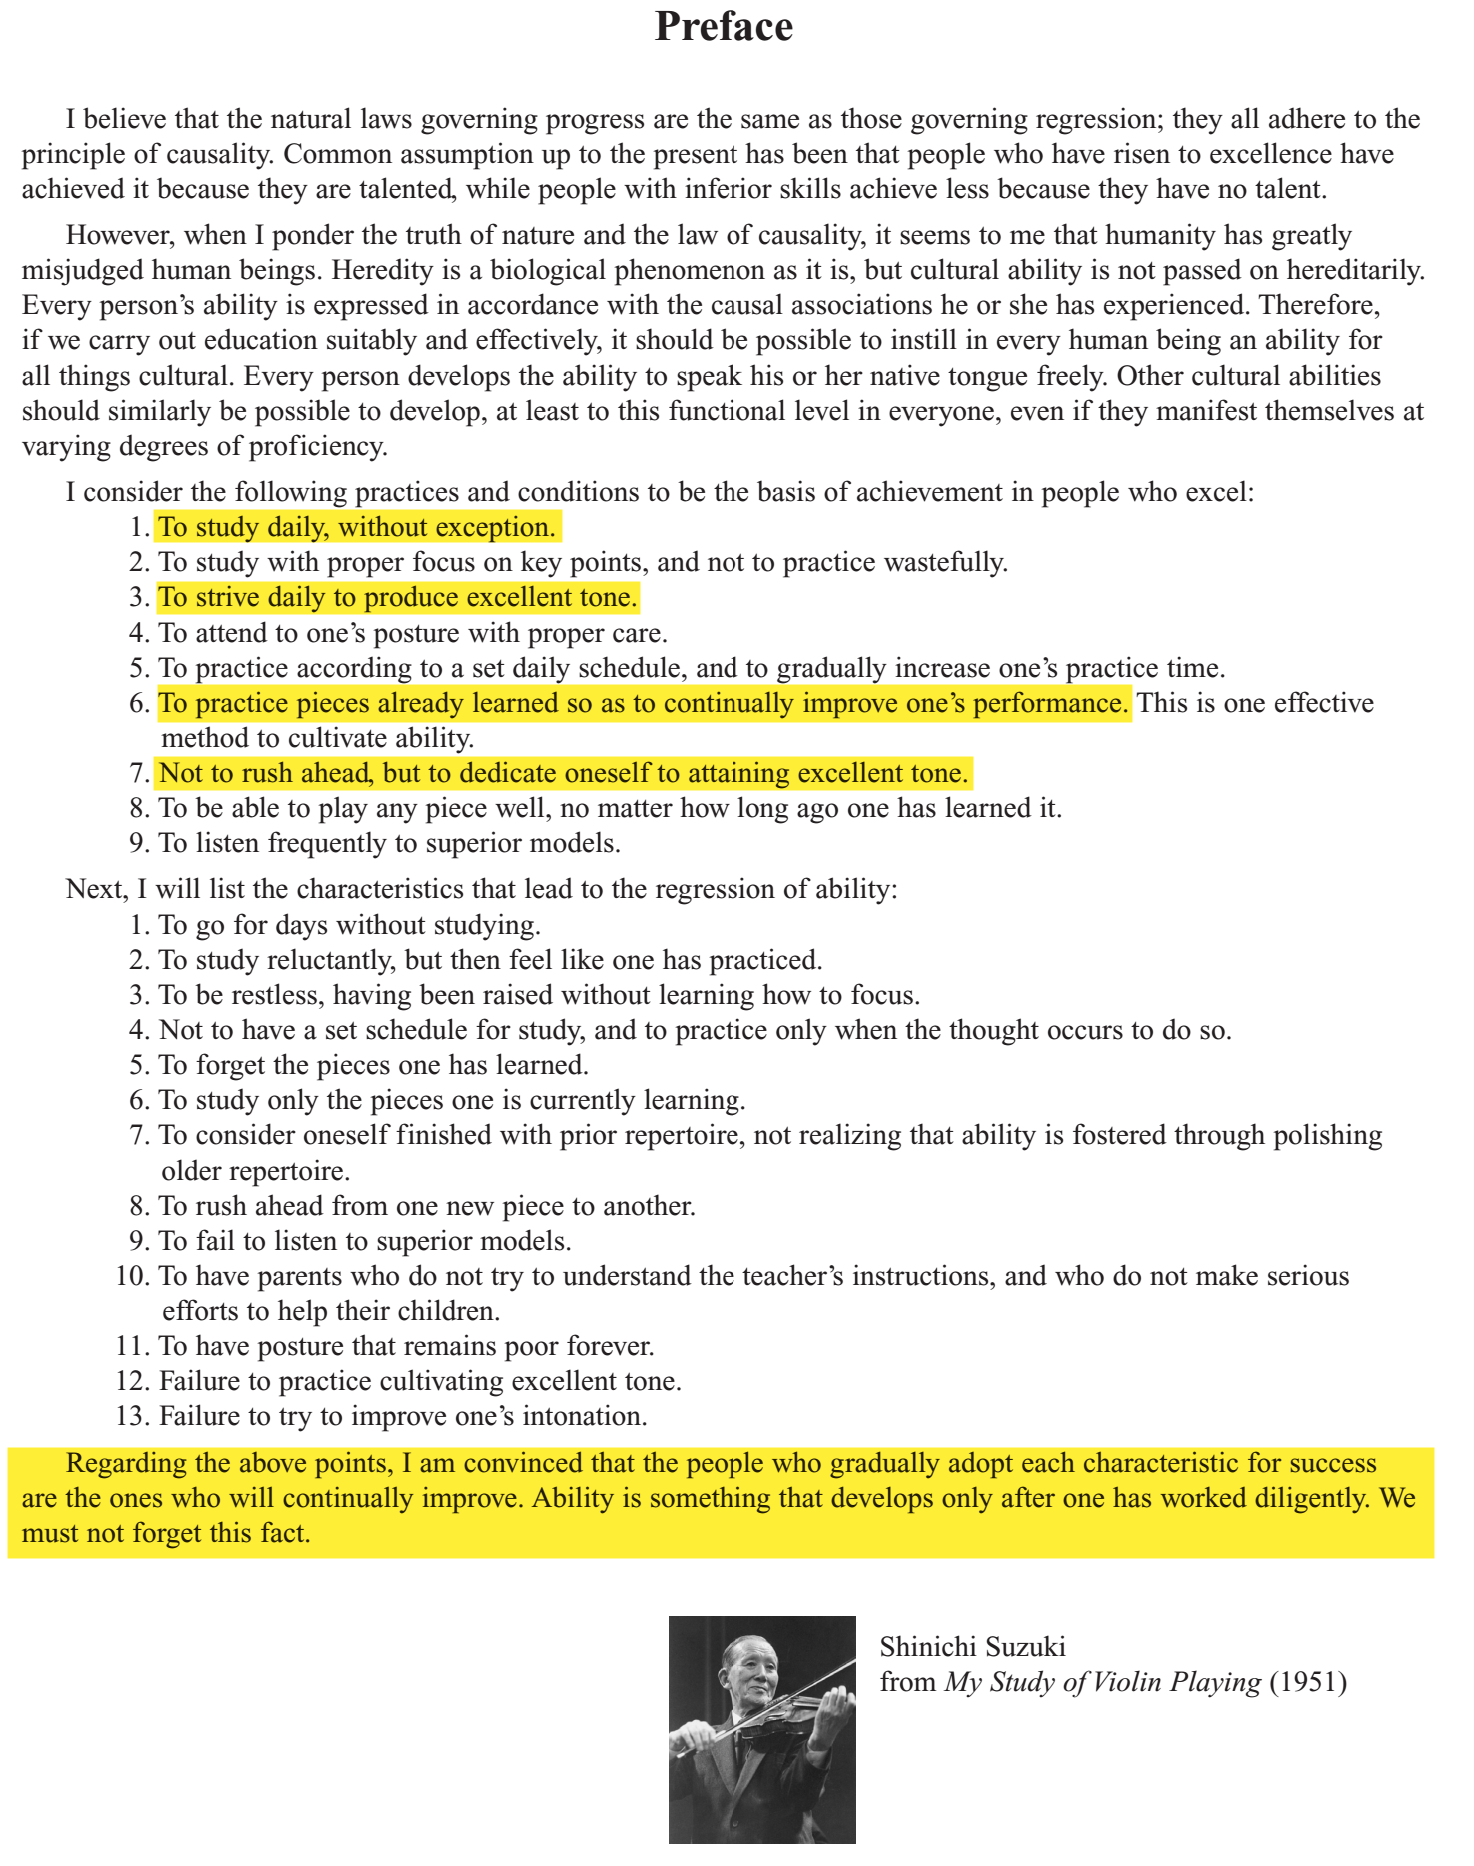 Preface
I believe that the natural laws governing progress are the same as those governing regression; they all adhere to the
principle of causality. Common assumption up to the present has been that people who have risen to excellence have
achieved it because they are talented, while people with inferior skills achieve less because they have no talent.
However, when I ponder the truth of nature and the law of causality, it seems to me that humanity has greatly
misjudged human beings. Heredity is a biological phenomenon as it is, but cultural ability is not passed on hereditarily.
Every person’s ability is expressed in accordance with the causal associations he or she has experienced. Therefore,
if we carry out education suitably and effectively, it should be possible to instill in every human being an ability for
all things cultural. Every person develops the ability to speak his or her native tongue freely. Other cultural abilities
should similarly be possible to develop, at least to this functional level in everyone, even if they manifest themselves at
varying degrees of proficiency.
I consider the following practices and conditions to be the basis of achievement in people who excel:
1. To study daily, without exception.
2. To study with proper focus on key points, and not to practice wastefully.
3. To strive daily to produce excellent tone.
4. To attend to one’s posture with proper care.
5. To practice according to a set daily schedule, and to gradually increase one’s practice time.
6. To practice pieces already learned so as to continually improve one’s performance. This is one effective
method to cultivate ability.
7. Not to rush ahead, but to dedicate oneself to attaining excellent tone.
8. To be able to play any piece well, no matter how long ago one has learned it.
9. To listen frequently to superior models.
Next, I will list the characteristics that lead to the regression of ability:
1. To go for days without studying.
2. To study reluctantly, but then feel like one has practiced.
3. To be restless, having been raised without learning how to focus.
4. Not to have a set schedule for study, and to practice only when the thought occurs to do so.
5. To forget the pieces one has learned.
6. To study only the pieces one is currently learning.
7. To consider oneself finished with prior repertoire, not realizing that ability is fostered through polishing
older repertoire.
8. To rush ahead from one new piece to another.
9. To fail to listen to superior models.
10. To have parents who do not try to understand the teacher’s instructions, and who do not make serious
efforts to help their children.
11. To have posture that remains poor forever.
12. Failure to practice cultivating excellent tone.
13. Failure to try to improve one’s intonation.
Regarding the above points, I am convinced that the people who gradually adopt each characteristic for success
are the ones who will continually improve. Ability is something that develops only after one has worked diligently. We
must not forget this fact.
Shinichi Suzuki
from My Study of Violin Playing (1951)